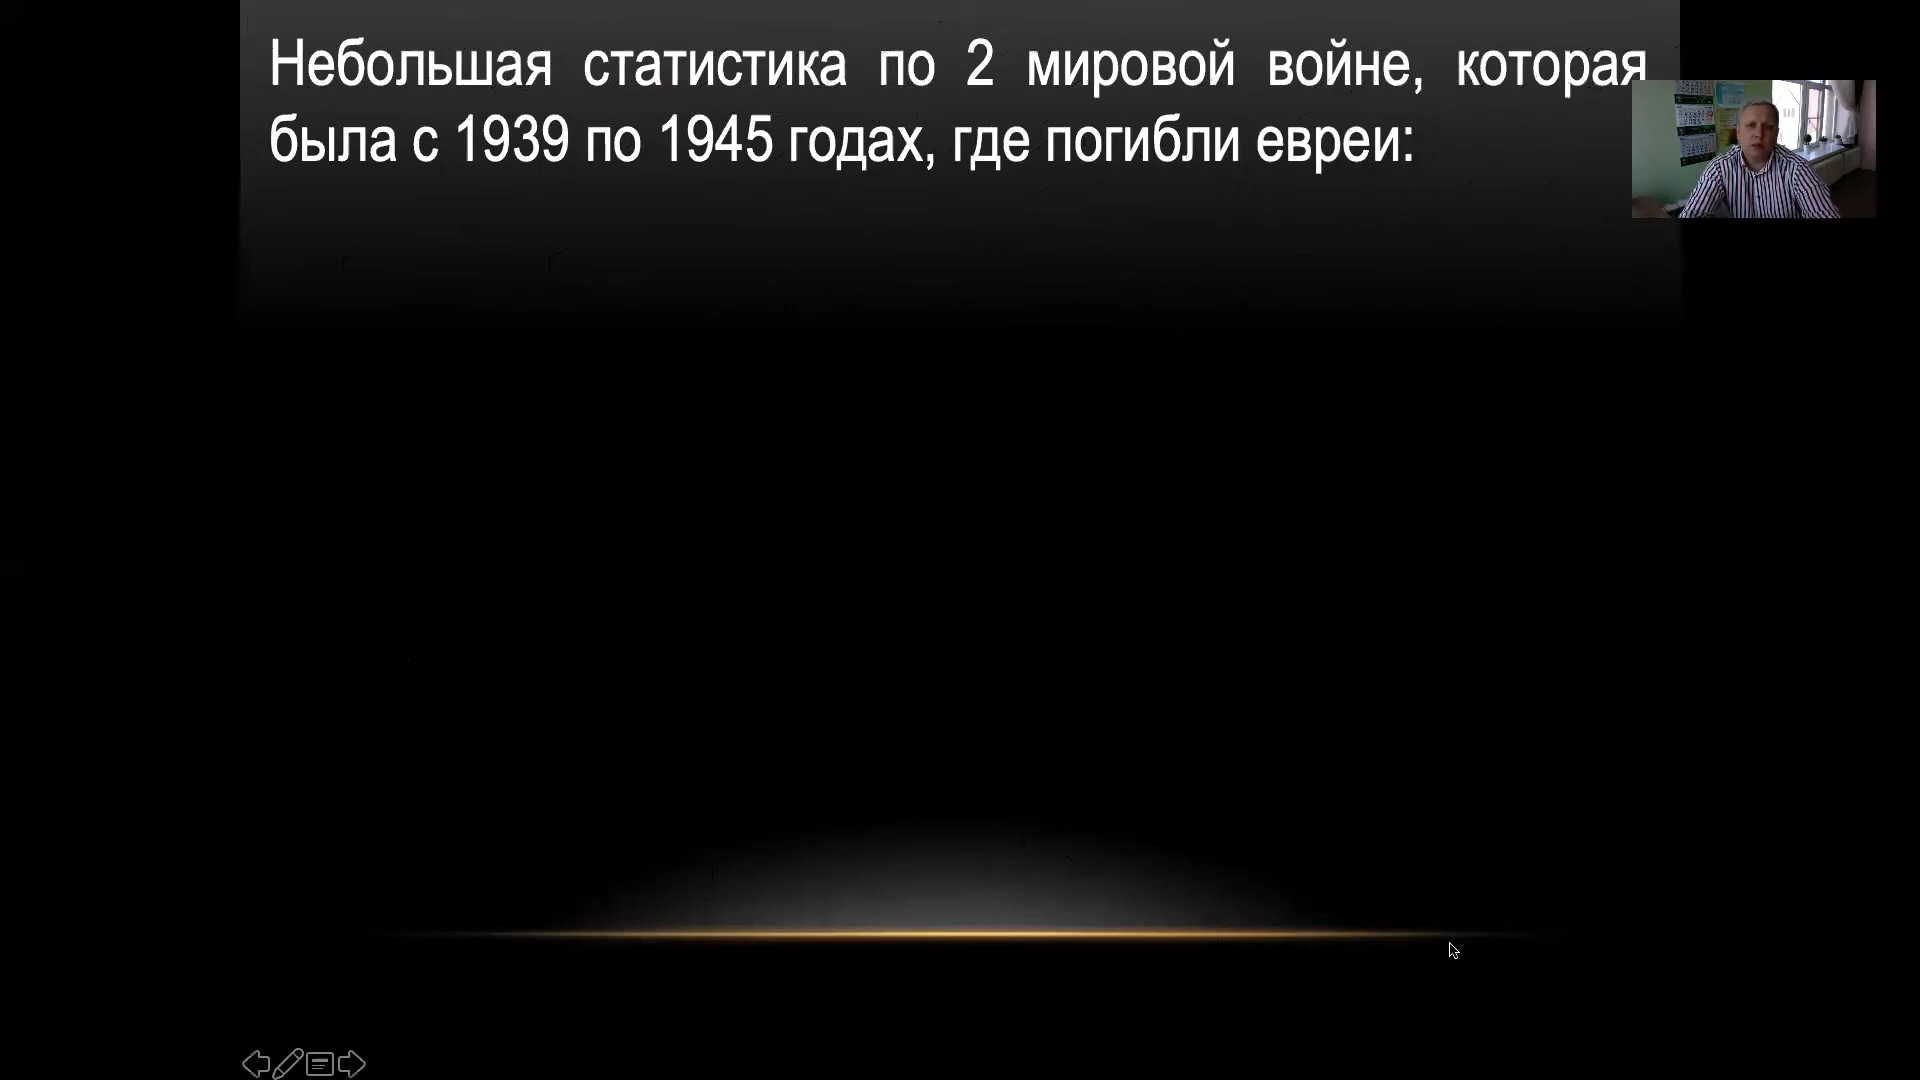 Небольшая статистика по 2 мировой войне, которая
была с 1939 по 1945 годах, где погибли евреи: